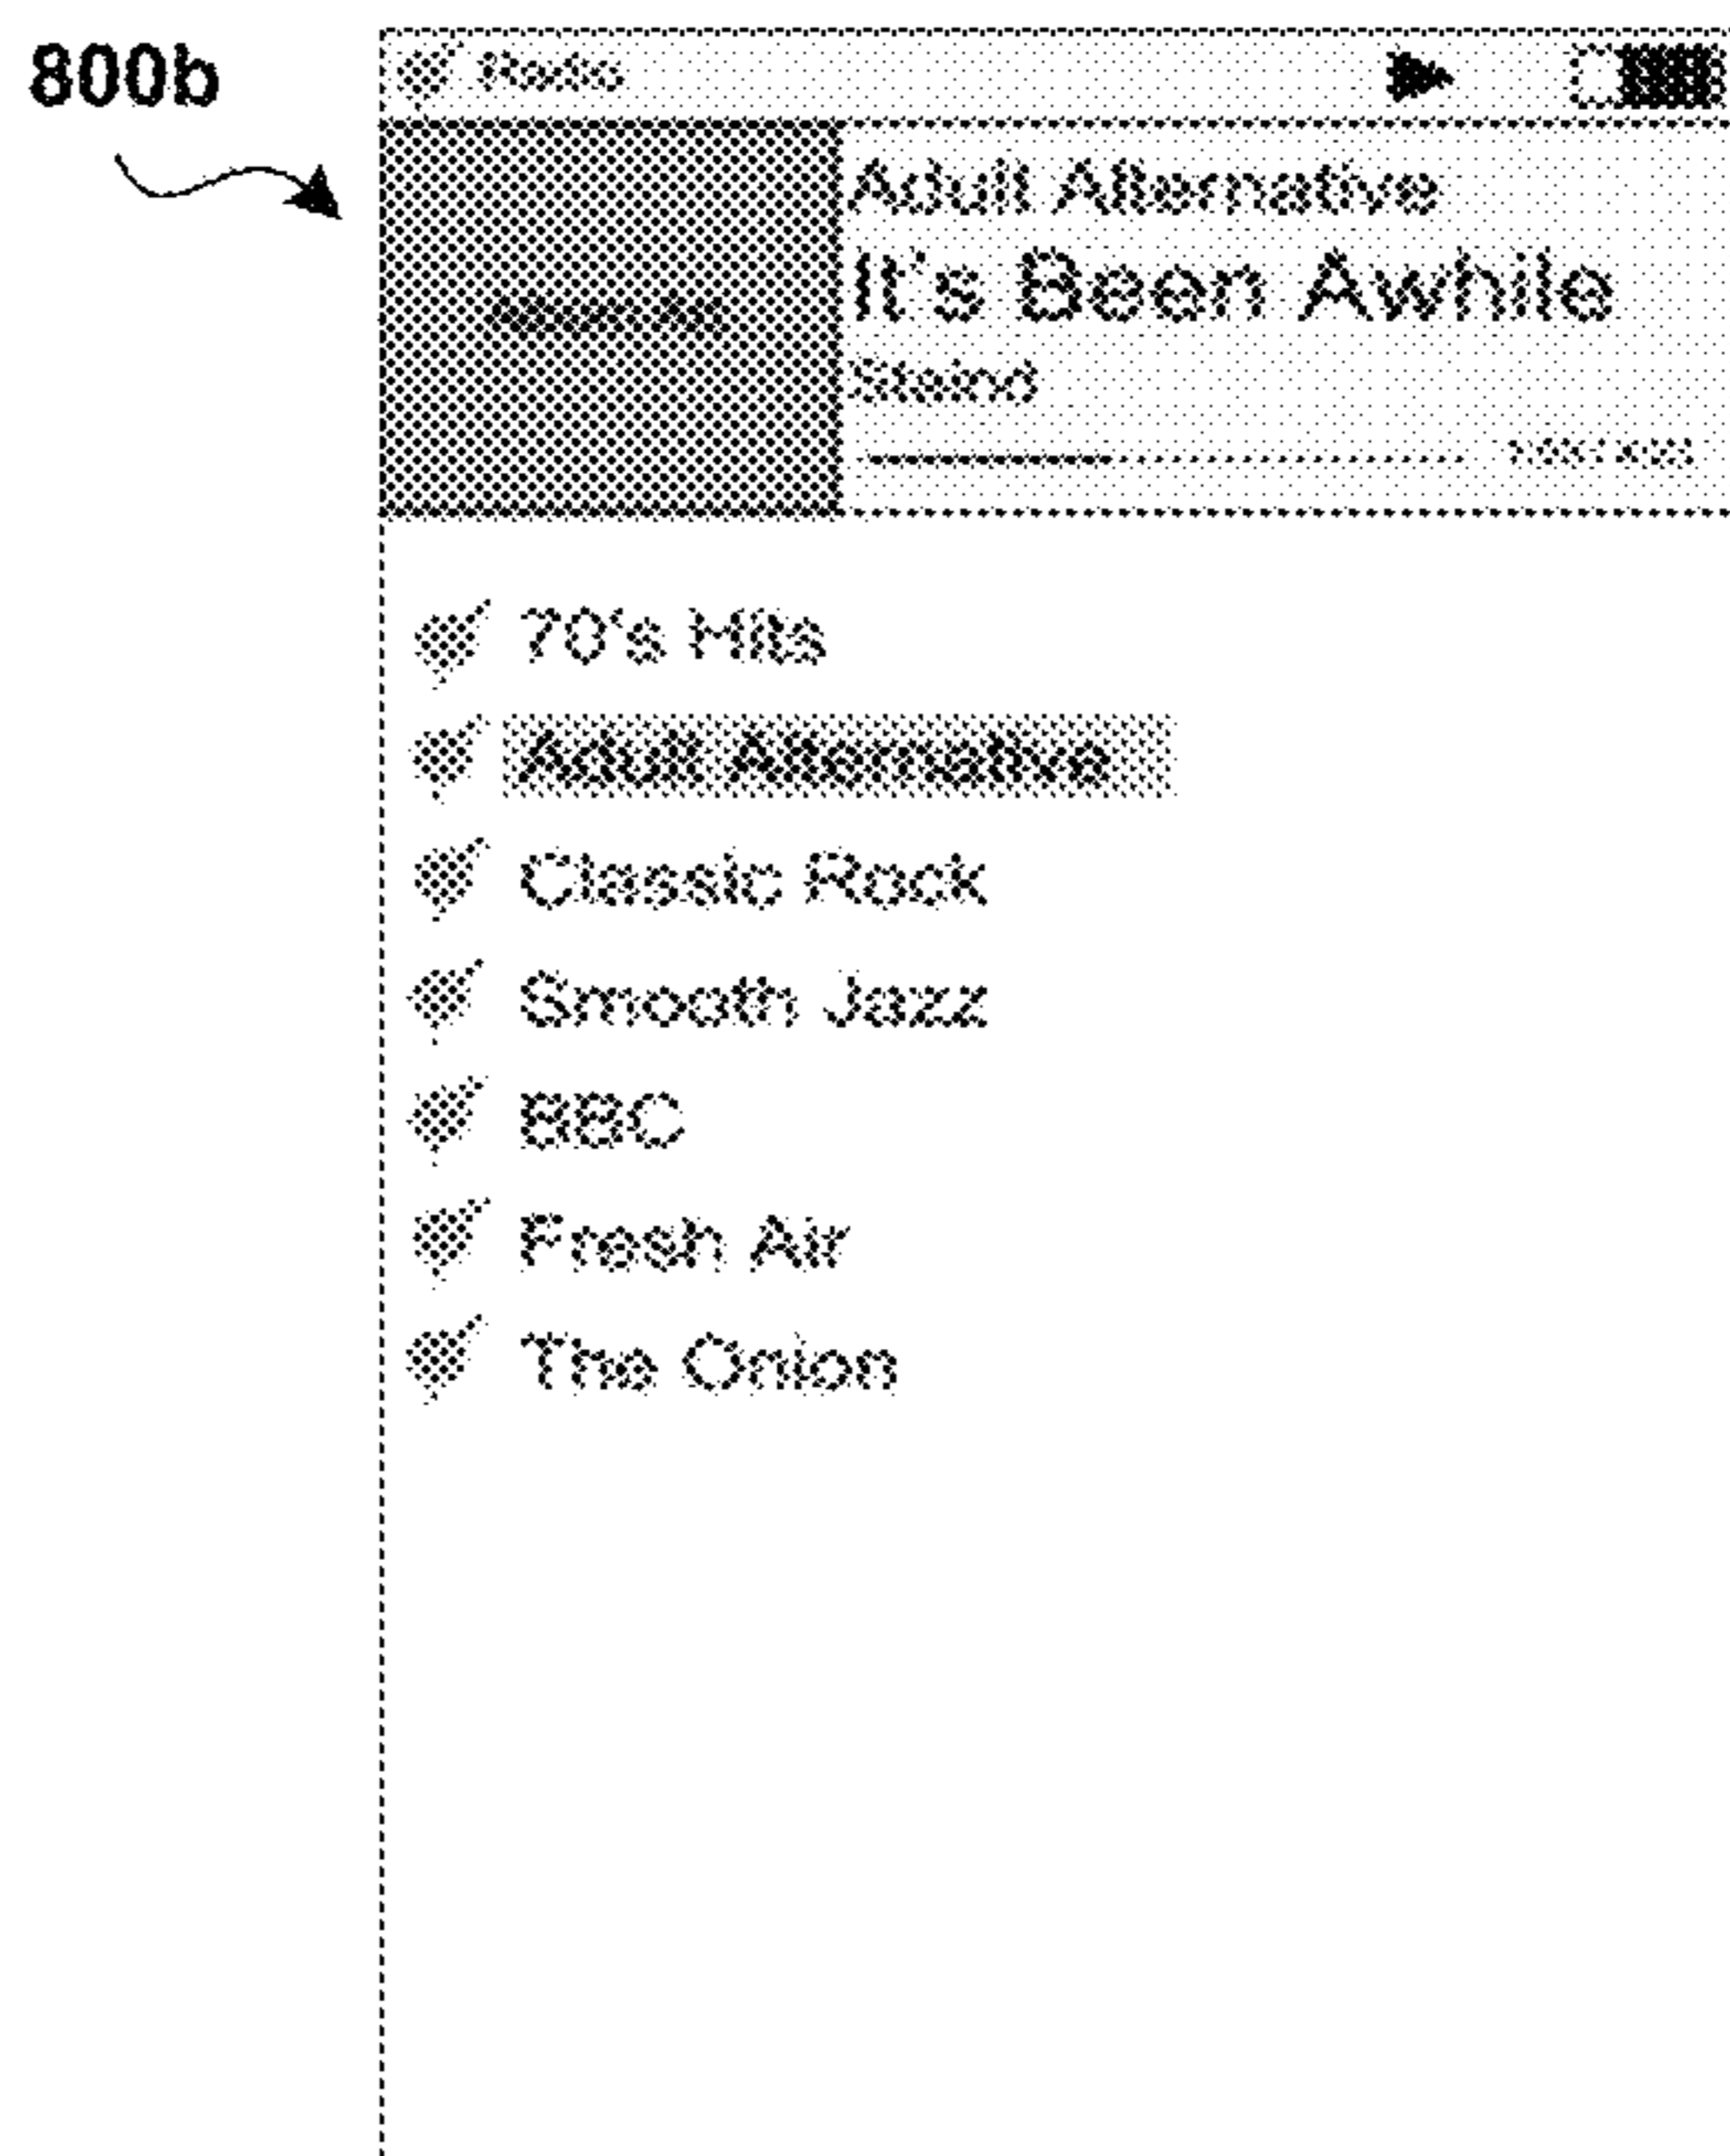 800b
Radio
Adult Alternative
It's Been Awhile
Staind
70's Hits
Adult Alternative
Classic Rock
Smooth Jazz
BBC
Fresh Air
The Onion